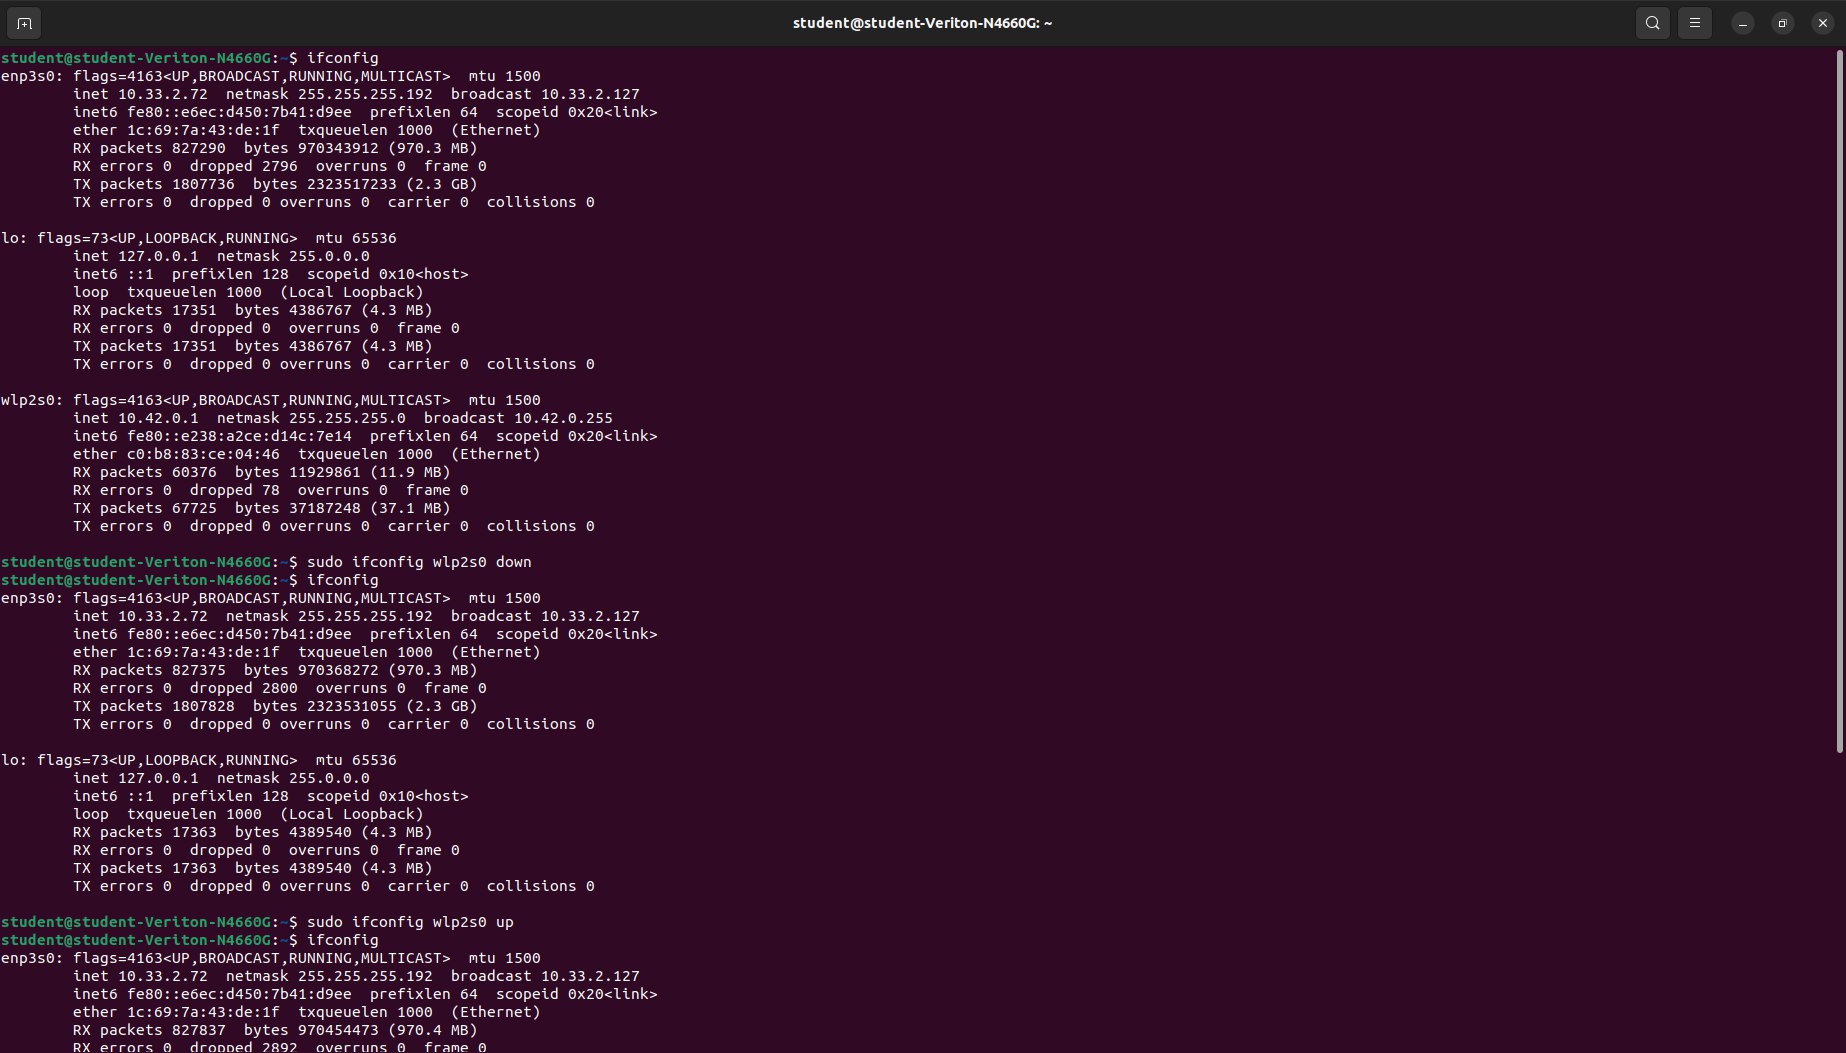 student@student-Veriton-N4660G: ~
student@student-Veriton-N4660G:~$ ifconfig
enp3s0: flags=4163<UP,BROADCAST,RUNNING,MULTICAST>  mtu 1500
        inet 10.33.2.72  netmask 255.255.255.192  broadcast 10.33.2.127
        inet6 fe80::e6ec:d450:7b41:d9ee  prefixlen 64  scopeid 0x20<link>
        ether 1c:69:7a:43:de:1f  txqueuelen 1000  (Ethernet)
        RX packets 827290  bytes 970343912 (970.3 MB)
        RX errors 0  dropped 2796  overruns 0  frame 0
        TX packets 1807736  bytes 2323517233 (2.3 GB)
        TX errors 0  dropped 0 overruns 0  carrier 0  collisions 0

lo: flags=73<UP,LOOPBACK,RUNNING>  mtu 65536
        inet 127.0.0.1  netmask 255.0.0.0
        inet6 ::1  prefixlen 128  scopeid 0x10<host>
        loop  txqueuelen 1000  (Local Loopback)
        RX packets 17351  bytes 4386767 (4.3 MB)
        RX errors 0  dropped 0  overruns 0  frame 0
        TX packets 17351  bytes 4386767 (4.3 MB)
        TX errors 0  dropped 0 overruns 0  carrier 0  collisions 0

wlp2s0: flags=4163<UP,BROADCAST,RUNNING,MULTICAST>  mtu 1500
        inet 10.42.0.1  netmask 255.255.255.0  broadcast 10.42.0.255
        inet6 fe80::e238:a2ce:d14c:7e14  prefixlen 64  scopeid 0x20<link>
        ether c0:b8:83:ce:04:46  txqueuelen 1000  (Ethernet)
        RX packets 60376  bytes 11929861 (11.9 MB)
        RX errors 0  dropped 78  overruns 0  frame 0
        TX packets 67725  bytes 37187248 (37.1 MB)
        TX errors 0  dropped 0 overruns 0  carrier 0  collisions 0

student@student-Veriton-N4660G:~$ sudo ifconfig wlp2s0 down
student@student-Veriton-N4660G:~$ ifconfig
enp3s0: flags=4163<UP,BROADCAST,RUNNING,MULTICAST>  mtu 1500
        inet 10.33.2.72  netmask 255.255.255.192  broadcast 10.33.2.127
        inet6 fe80::e6ec:d450:7b41:d9ee  prefixlen 64  scopeid 0x20<link>
        ether 1c:69:7a:43:de:1f  txqueuelen 1000  (Ethernet)
        RX packets 827375  bytes 970368272 (970.3 MB)
        RX errors 0  dropped 2800  overruns 0  frame 0
        TX packets 1807828  bytes 2323531055 (2.3 GB)
        TX errors 0  dropped 0 overruns 0  carrier 0  collisions 0

lo: flags=73<UP,LOOPBACK,RUNNING>  mtu 65536
        inet 127.0.0.1  netmask 255.0.0.0
        inet6 ::1  prefixlen 128  scopeid 0x10<host>
        loop  txqueuelen 1000  (Local Loopback)
        RX packets 17363  bytes 4389540 (4.3 MB)
        RX errors 0  dropped 0  overruns 0  frame 0
        TX packets 17363  bytes 4389540 (4.3 MB)
        TX errors 0  dropped 0 overruns 0  carrier 0  collisions 0

student@student-Veriton-N4660G:~$ sudo ifconfig wlp2s0 up
student@student-Veriton-N4660G:~$ ifconfig
enp3s0: flags=4163<UP,BROADCAST,RUNNING,MULTICAST>  mtu 1500
        inet 10.33.2.72  netmask 255.255.255.192  broadcast 10.33.2.127
        inet6 fe80::e6ec:d450:7b41:d9ee  prefixlen 64  scopeid 0x20<link>
        ether 1c:69:7a:43:de:1f  txqueuelen 1000  (Ethernet)
        RX packets 827837  bytes 970454473 (970.4 MB)
        RX errors 0  dropped 2892  overruns 0  frame 0